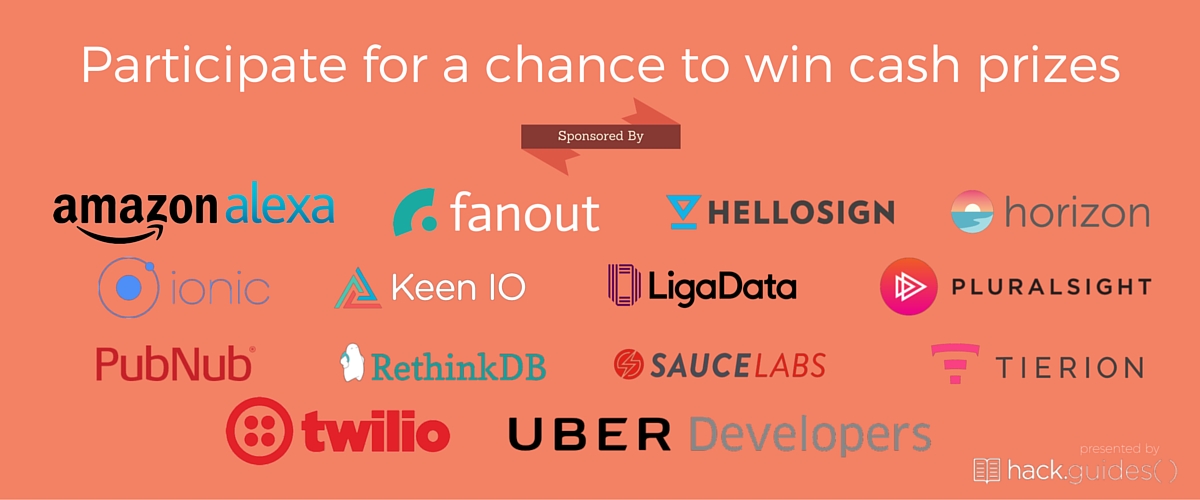 Participate for a chance to win cash prizes
Sponsored By
amazon alexa fanout HELLOSIGN horizon
ionic Keen IO LigaData PLURALSIGHT
PubNub® RethinkDB SAUCELABS TIERION
twilio UBER Developers
presented by
hack.guides( )